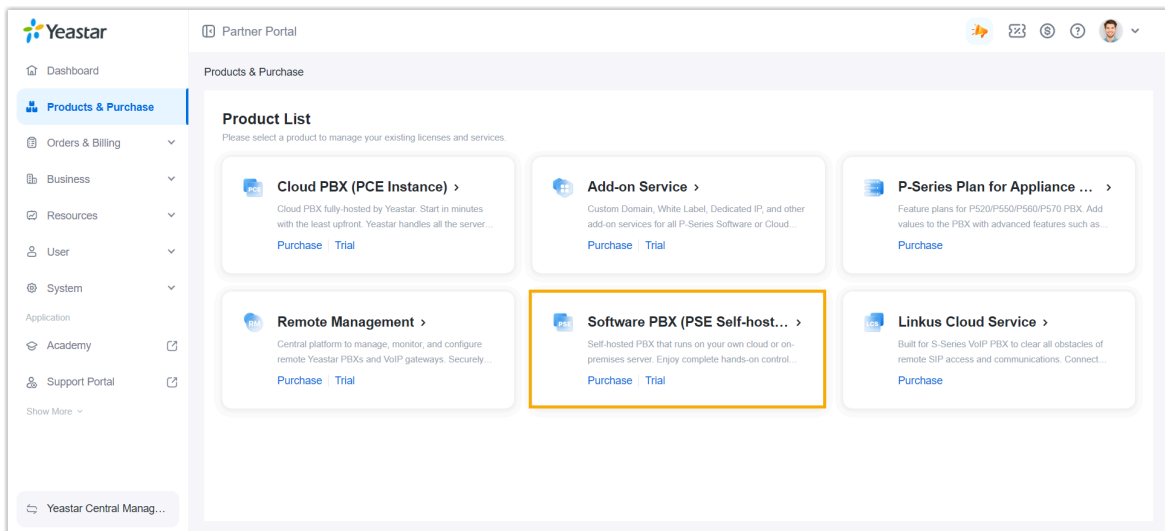 Yeastar
Partner Portal
Dashboard
Products & Purchase
Orders & Billing
Business
Resources
User
System
Application
Academy
Support Portal
Show More
Yeastar Central Manag...
Products & Purchase
Product List
Please select a product to manage your existing licenses and services.
PCE
Cloud PBX (PCE Instance) >
Cloud PBX fully-hosted by Yeastar. Start in minutes
with the least upfront. Yeastar handles all the server...
Purchase | Trial
Add-on Service >
Custom Domain, White Label, Dedicated IP, and other
add-on services for all P-Series Software or Cloud...
Purchase | Trial
P-Series Plan for Appliance ... >
Feature plans for P520/P550/P560/P570 PBX. Add
values to the PBX with advanced features such as...
Purchase
RM
Remote Management >
Central platform to manage, monitor, and configure
remote Yeastar PBXs and VoIP gateways. Securely...
Purchase | Trial
PSE
Software PBX (PSE Self-host... >
Self-hosted PBX that runs on your own cloud or on-
premises server. Enjoy complete hands-on control...
Purchase | Trial
LCS
Linkus Cloud Service >
Built for S-Series VoIP PBX to clear all obstacles of
remote SIP access and communications. Connect...
Purchase